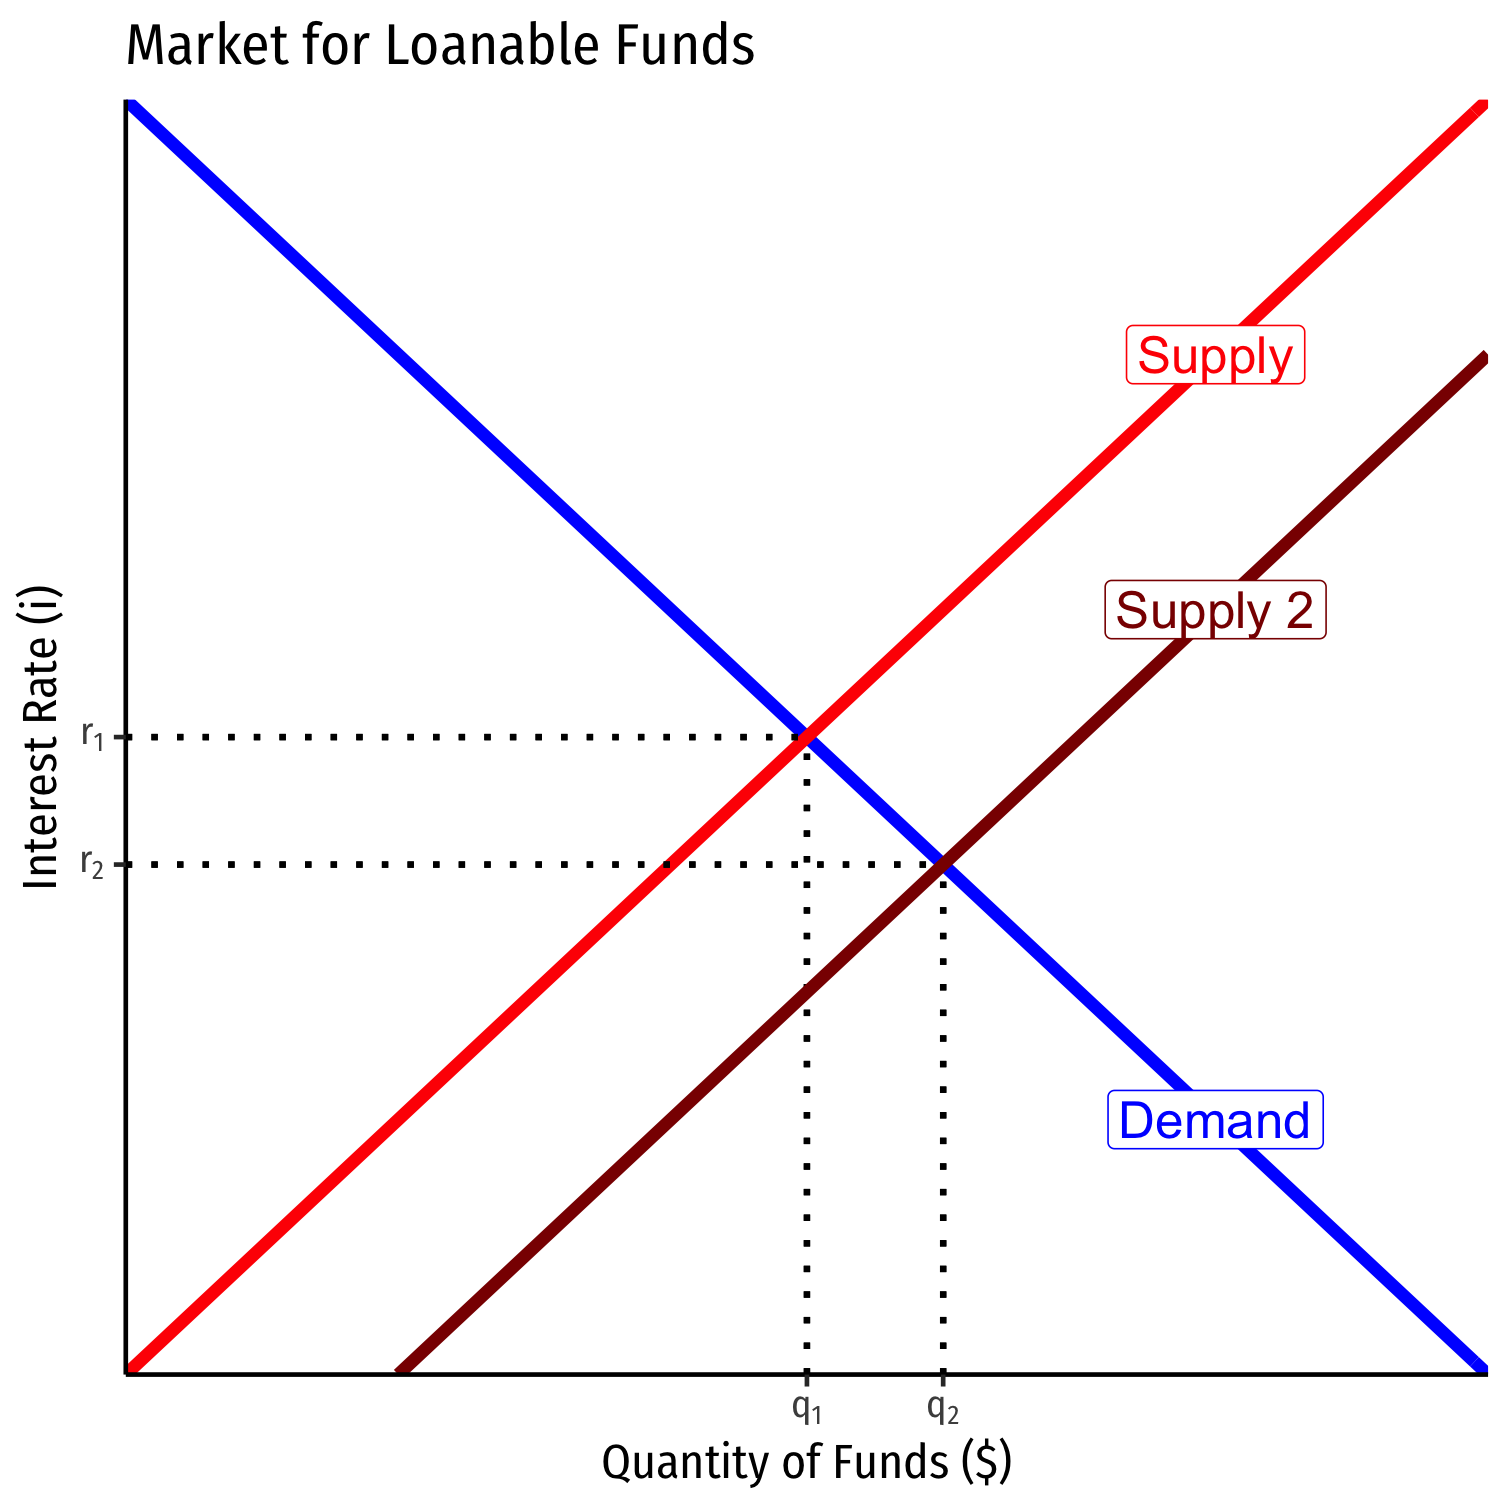 Market for Loanable Funds
Supply
Supply 2
Interest Rate (i)
r₁
r₂
Demand
q₁ q₂
Quantity of Funds ($)